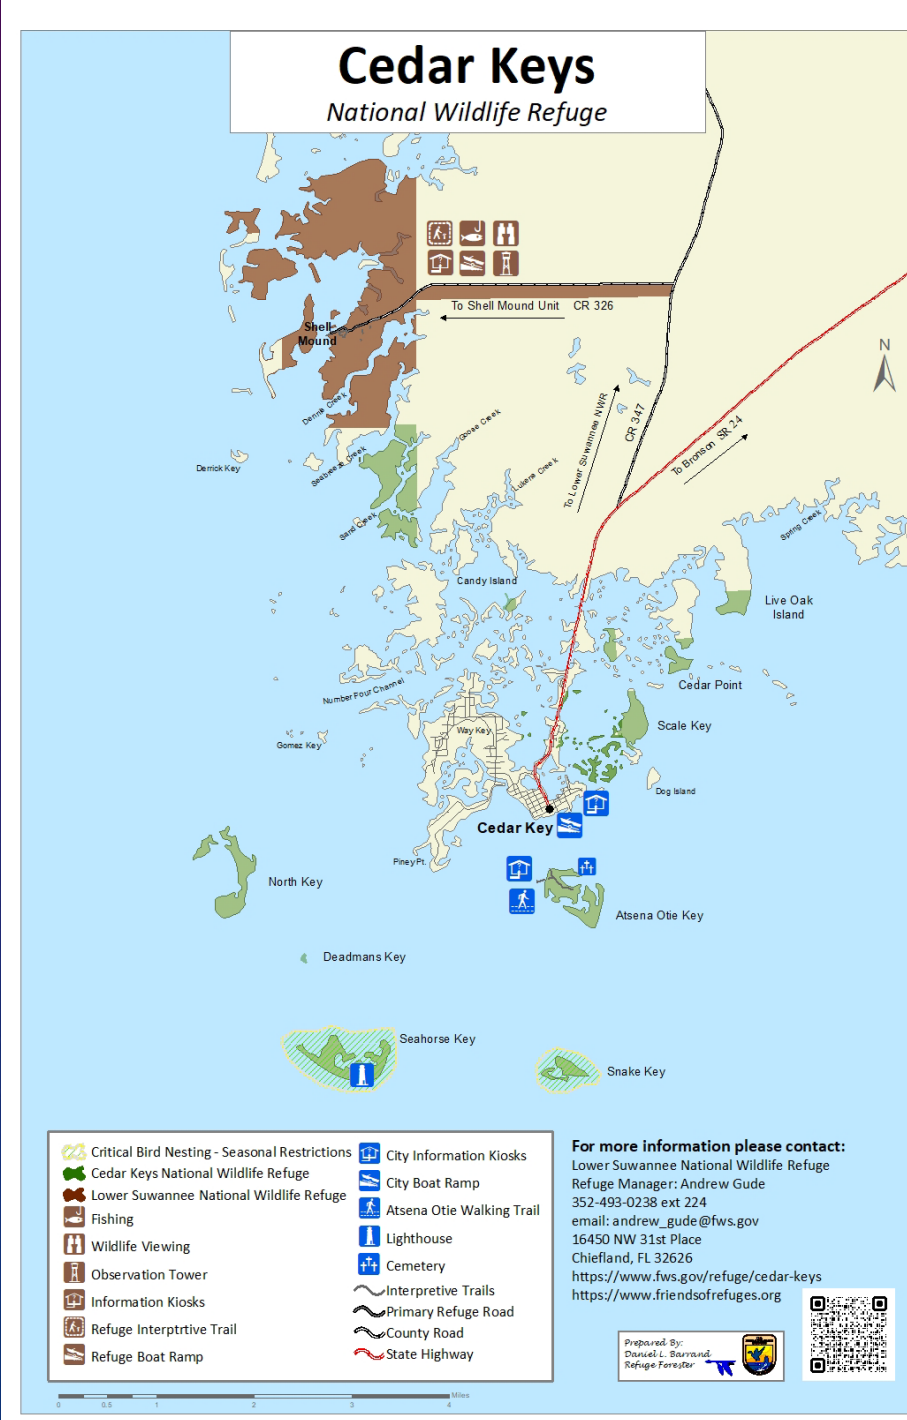 Cedar Keys
National Wildlife Refuge
To Shell Mound Unit CR 326
Shell
Mound
N
Dennis Creek
Goose Creek
CR 347
To Lower Suwannee NWR
To Bronson SR 24
Derrick Key
Seabreeze Creek
Lukens Creek
Sand Creek
Spring Creek
Candy Island
Live Oak
Island
Cedar Point
Number Four Channel
Scale Key
Way Key
Gomez Key
Dog Island
Cedar Key
Piney Pt.
North Key
Atsena Otie Key
Deadmans Key
Seahorse Key
Snake Key
Critical Bird Nesting - Seasonal Restrictions
Cedar Keys National Wildlife Refuge
Lower Suwannee National Wildlife Refuge
Fishing
Wildlife Viewing
Observation Tower
Information Kiosks
Refuge Interptrtive Trail
Refuge Boat Ramp
City Information Kiosks
City Boat Ramp
Atsena Otie Walking Trail
Lighthouse
Cemetery
Interpretive Trails
Primary Refuge Road
County Road
State Highway
For more information please contact:
Lower Suwannee National Wildlife Refuge
Refuge Manager: Andrew Gude
352-493-0238 ext 224
email: andrew_gude@fws.gov
16450 NW 31st Place
Chiefland, FL 32626
https://www.fws.gov/refuge/cedar-keys
https://www.friendsofrefuges.org
Prepared By:
Daniel L. Barrand
Refuge Forester
Miles
0 0.5 1 2 3 4